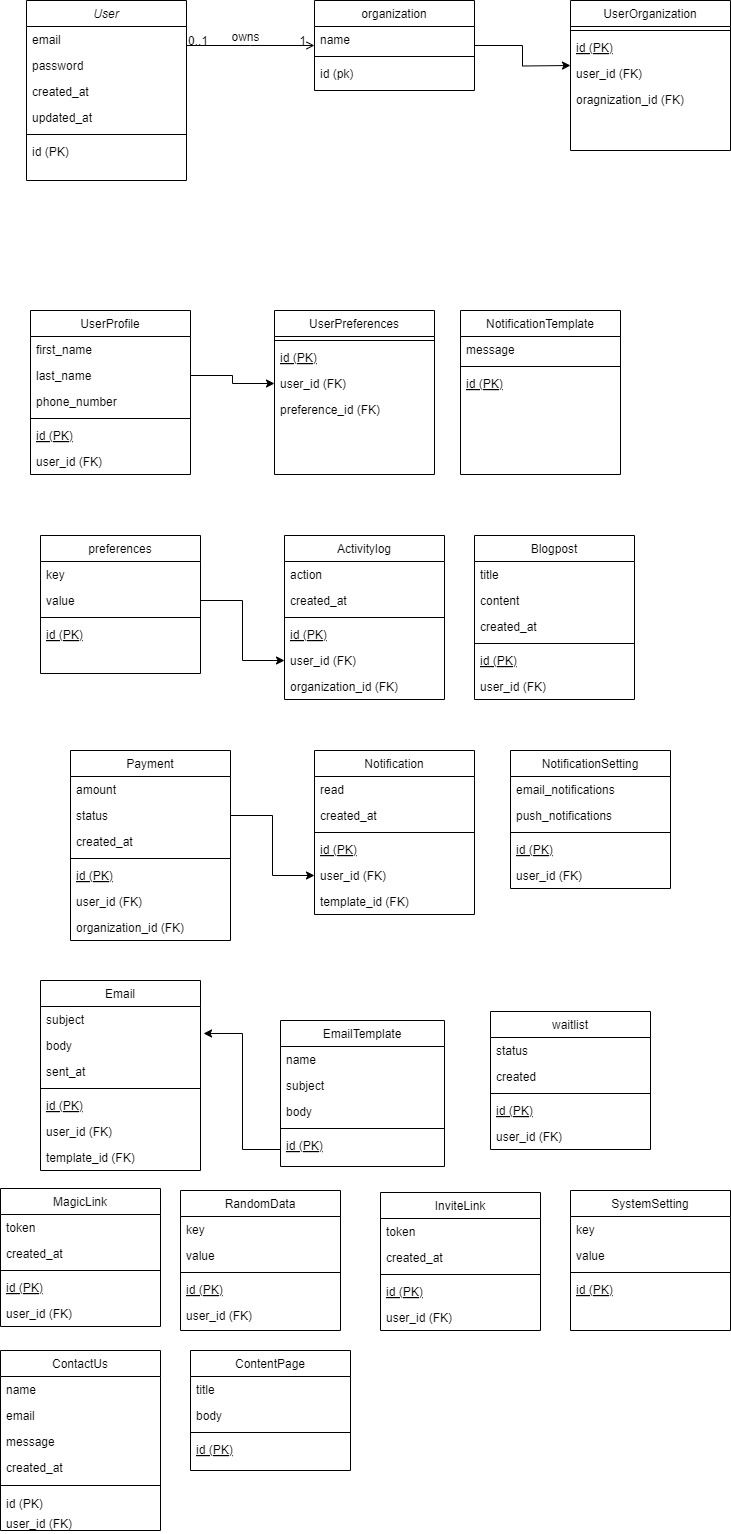 User
email
password
created_at
updated_at
id (PK)
0..1
owns
1
organization
name
id (pk)
UserOrganization
id (PK)
user_id (FK)
oragnization_id (FK)
UserProfile
first_name
last_name
phone_number
id (PK)
user_id (FK)
UserPreferences
id (PK)
user_id (FK)
preference_id (FK)
NotificationTemplate
message
id (PK)
preferences
key
value
id (PK)
Activitylog
action
created_at
id (PK)
user_id (FK)
organization_id (FK)
Blogpost
title
content
created_at
id (PK)
user_id (FK)
Payment
amount
status
created_at
id (PK)
user_id (FK)
organization_id (FK)
Notification
read
created_at
id (PK)
user_id (FK)
template_id (FK)
NotificationSetting
email_notifications
push_notifications
id (PK)
user_id (FK)
Email
subject
body
sent_at
id (PK)
user_id (FK)
template_id (FK)
EmailTemplate
name
subject
body
id (PK)
waitlist
status
created
id (PK)
user_id (FK)
MagicLink
token
created_at
id (PK)
user_id (FK)
RandomData
key
value
id (PK)
user_id (FK)
InviteLink
token
created_at
id (PK)
user_id (FK)
SystemSetting
key
value
id (PK)
ContactUs
name
email
message
created_at
id (PK)
user_id (FK)
ContentPage
title
body
id (PK)